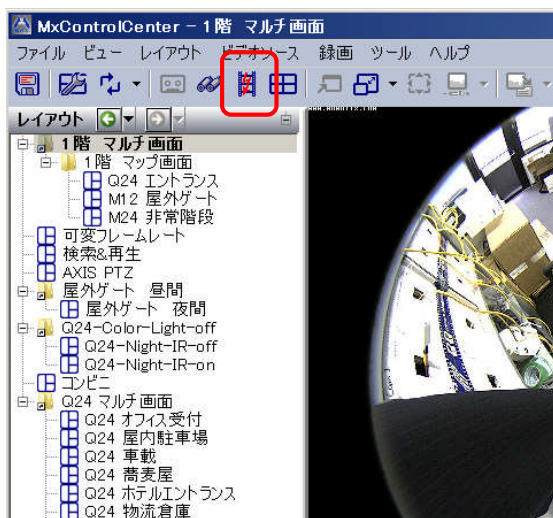 MxControlCenter - 1階 マルチ画面
ファイル ビュー レイアウト ビデオソース 録画 ツール ヘルプ
レイアウト
1階 マルチ画面
1階 マップ画面
Q24 エントランス
M12 屋外ゲート
M24 非常階段
可変フレームレート
検索&再生
AXIS PTZ
屋外ゲート 昼間
屋外ゲート 夜間
Q24-Color-Light-off
Q24-Night-IR-off
Q24-Night-IR-on
コンビニ
Q24 マルチ画面
Q24 オフィス受付
Q24 屋内駐車場
Q24 車載
Q24 蕎麦屋
Q24 ホテルエントランス
Q24 物流倉庫